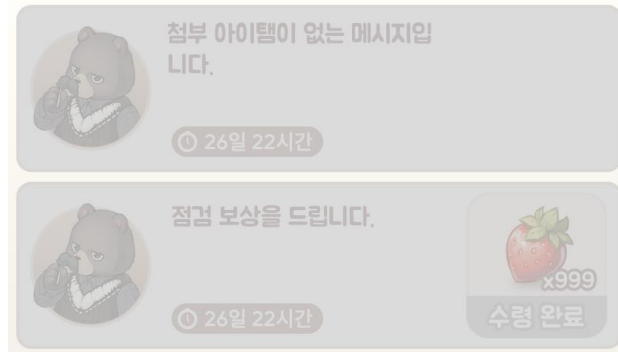 첨부 아이탬이 없는 메시지입
니다.
26일 22시간
점검 보상을 드립니다.
x999
26일 22시간
수령 완료